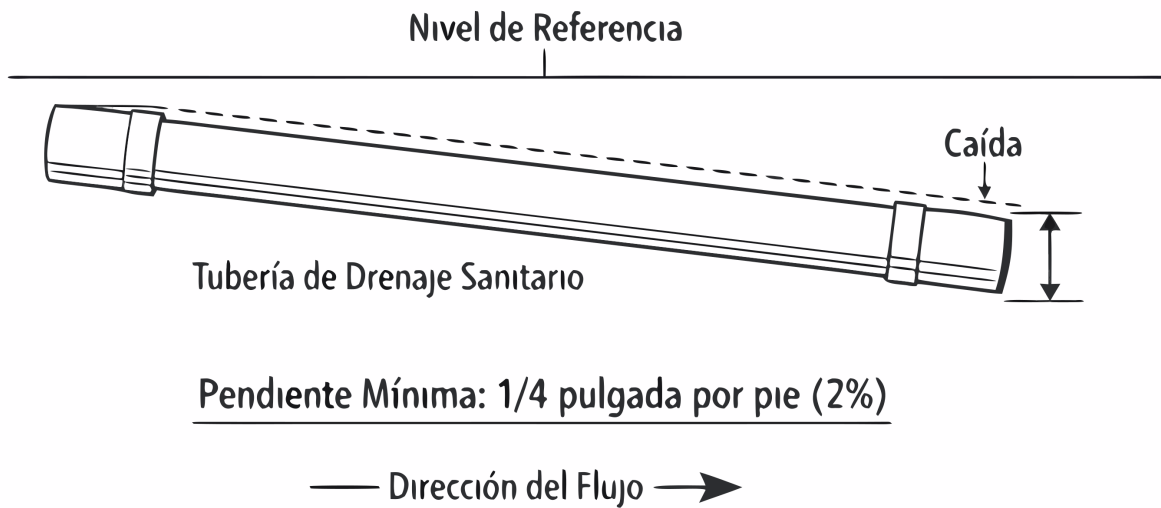 Nivel de Referencia
Caída
Tubería de Drenaje Sanitario
Pendiente Mínima: 1/4 pulgada por pie (2%)
Dirección del Flujo